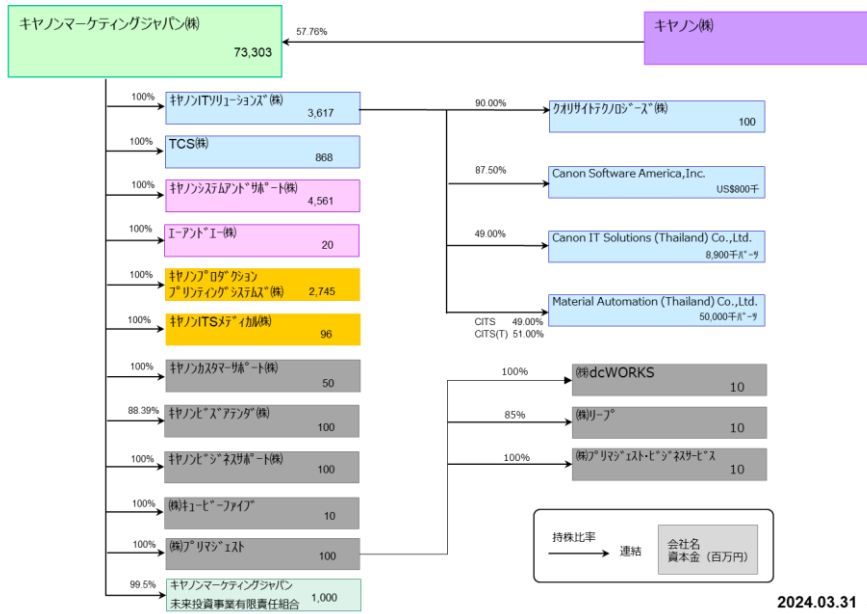 キヤノンマーケティングジャパン㈱
73,303
57.76%
キヤノン㈱
100%
キヤノンITソリューションズ㈱
3,617
100%
TCS㈱
868
100%
キヤノンシステムアンドサポート㈱
4,561
100%
エーアンドエー㈱
20
100%
キヤノンプロダクション
プリンティングシステムズ㈱ 2,745
100%
キヤノンITSメディカル㈱
96
100%
キヤノンカスタマーサポート㈱
50
88.39%
キヤノンビズアテンダ㈱
100
100%
キヤノンビジネスサポート㈱
100
100%
㈱キュービーファイブ
10
100%
㈱プリマジェスト
100
99.5%
キヤノンマーケティングジャパン
未来投資事業有限責任組合 1,000
90.00%
クオリサイトテクノロジーズ㈱
100
87.50%
Canon Software America,Inc.
US$800千
49.00%
Canon IT Solutions (Thailand) Co.,Ltd.
8,900千バーツ
Material Automation (Thailand) Co.,Ltd.
50,000千バーツ
CITS 49.00%
CITS(T) 51.00%
100%
㈱dcWORKS
10
85%
㈱リープ
10
100%
㈱プリマジェスト・ビジネスサービス
10
持株比率
連結
会社名
資本金（百万円）
2024.03.31